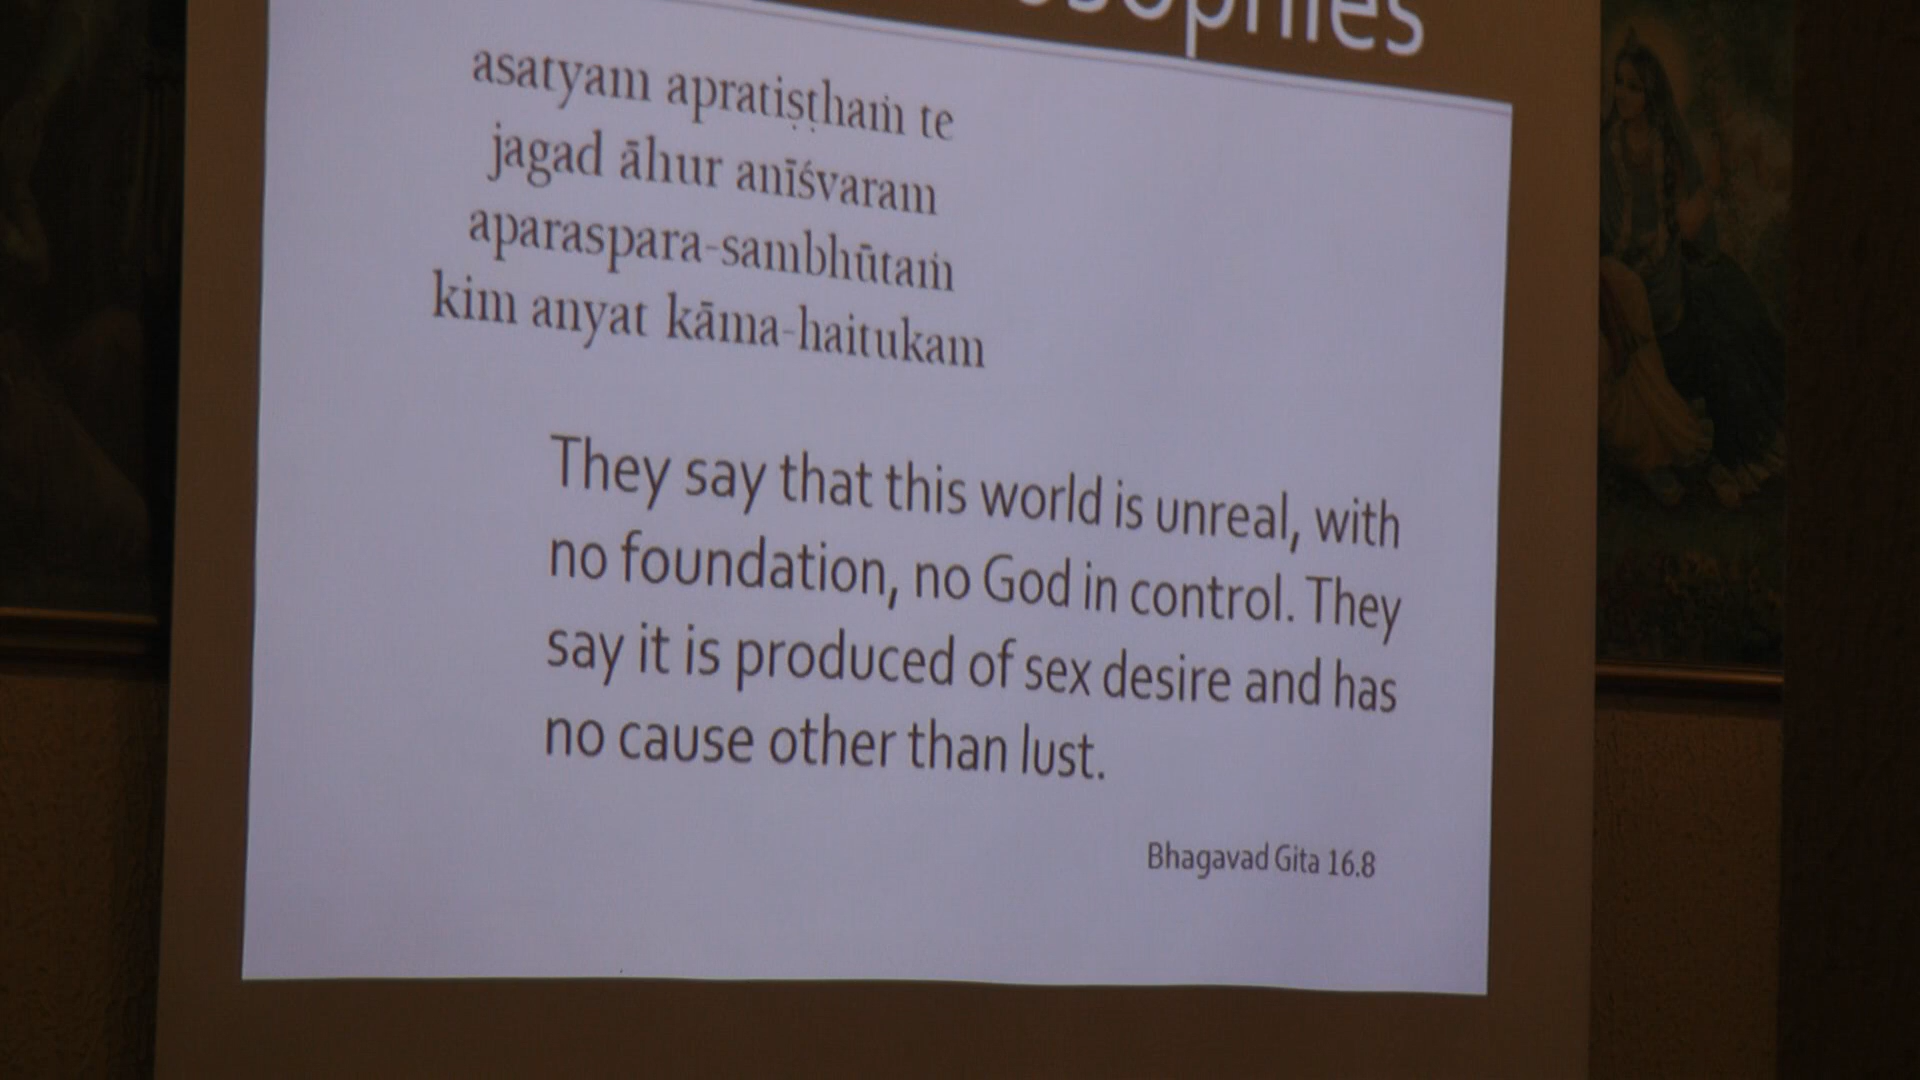 asatyam apratiṣṭhaṁ te
jagad āhur anīśvaram
aparaspara-sambhūtaṁ
kim anyat kāma-haitukam
They say that this world is unreal, with
no foundation, no God in control. They
say it is produced of sex desire and has
no cause other than lust.
Bhagavad Gita 16.8